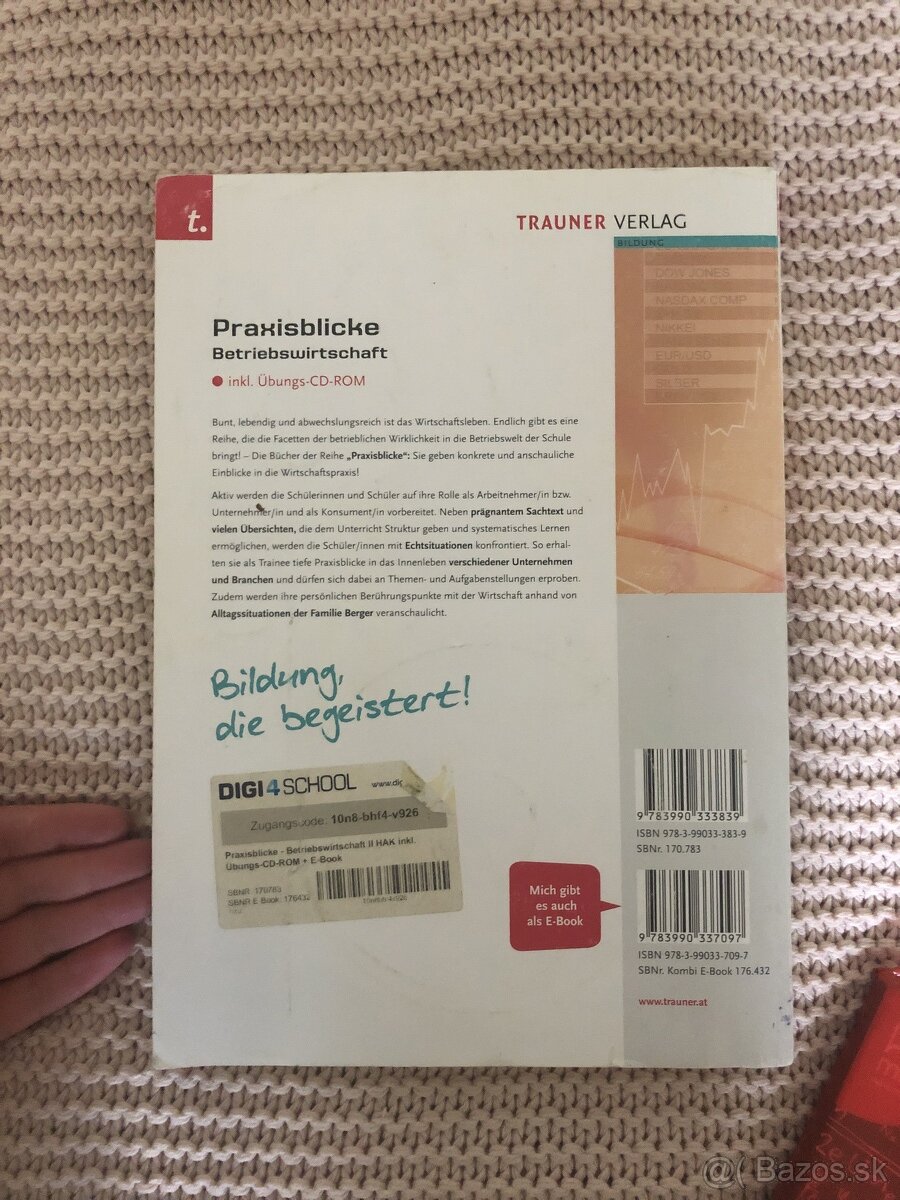 t.
TRAUNER VERLAG
BILDUNG
DOW JONES
NASDAX COMP
NIKKEI
EUR/USD
SILBER
Praxisblicke
Betriebswirtschaft
● inkl. Übungs-CD-ROM
Bunt, lebendig und abwechslungsreich ist das Wirtschaftsleben. Endlich gibt es eine
Reihe, die die Facetten der betrieblichen Wirklichkeit in die Betriebswelt der Schule
bringt! – Die Bücher der Reihe „Praxisblicke“: Sie geben konkrete und anschauliche
Einblicke in die Wirtschaftspraxis!
Aktiv werden die Schülerinnen und Schüler auf ihre Rolle als Arbeitnehmer/in bzw.
Unternehmer/in und als Konsument/in vorbereitet. Neben prägnantem Sachtext und
vielen Übersichten, die dem Unterricht Struktur geben und systematisches Lernen
ermöglichen, werden die Schüler/innen mit Echtsituationen konfrontiert. So erhal-
ten sie als Trainee tiefe Praxisblicke in das Innenleben verschiedener Unternehmen
und Branchen und dürfen sich dabei an Themen- und Aufgabenstellungen erproben.
Zudem werden ihre persönlichen Berührungspunkte mit der Wirtschaft anhand von
Alltagssituationen der Familie Berger veranschaulicht.
Bildung,
die begeistert!
DIGI4SCHOOL www.dig
Zugangscode: 10n8-bhf4-v926
Praxisblicke - Betriebswirtschaft II HAK inkl.
Übungs-CD-ROM + E-Book
SBNR 170783
SBNR E Book: 176432
Mich gibt
es auch
als E-Book
9 783990 333839
ISBN 978-3-99033-383-9
SBNr. 170.783
9 783990 337097
ISBN 978-3-99033-709-7
SBNr. Kombi E-Book 176.432
www.trauner.at
@( Bazos.sk